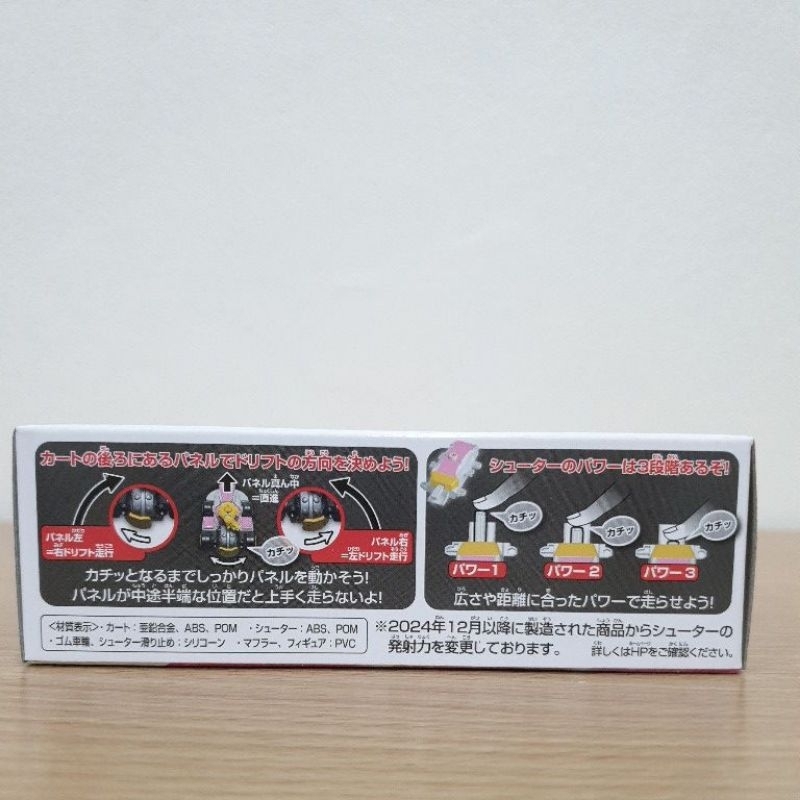 カートの後ろにあるパネルでドリフトの方向を決めよう!
パネル左
=右ドリフト走行
パネル真ん中
=直進
カチッ
パネル右
=左ドリフト走行
カチッとなるまでしっかりパネルを動かそう!
パネルが中途半端な位置だと上手く走らないよ!
シューターのパワーは3段階あるぞ!
カチッ
カチッ
カチッ
パワー1
パワー2
パワー3
広さや距離に合ったパワーで走らせよう!
<材質表示>・カート:亜鉛合金、ABS、POM ・シューター:ABS、POM
・ゴム車輪、シューター滑り止め:シリコーン ・マフラー、フィギュア:PVC
※2024年12月以降に製造された商品からシューターの
発射力を変更しております。 詳しくはHPをご確認ください。